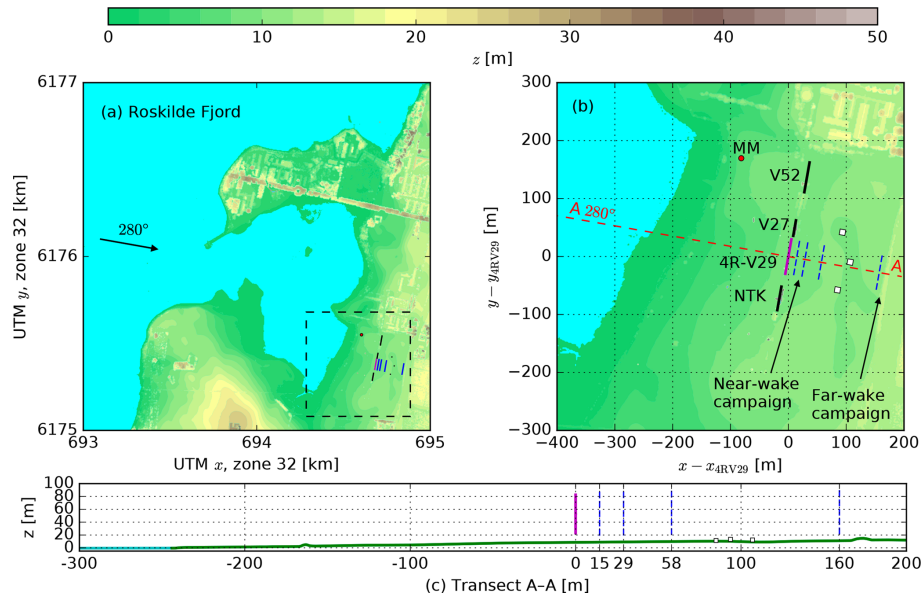 0 10 20 30 40 50
z [m]
6177
6176
6175
UTM y, zone 32 [km]
(a) Roskilde Fjord
280°
693 694 695
UTM x, zone 32 [km]
300
200
100
0
−100
−200
−300
y − y4RV29 [m]
(b)
MM
V52
A 280°
V27
4R-V29
A
NTK
Near-wake
campaign
Far-wake
campaign
−400 −300 −200 −100 0 100 200
x − x4RV29 [m]
100
80
60
40
20
0
z [m]
−300 −200 −100 0 15 29 58 100 160 200
(c) Transect A–A [m]